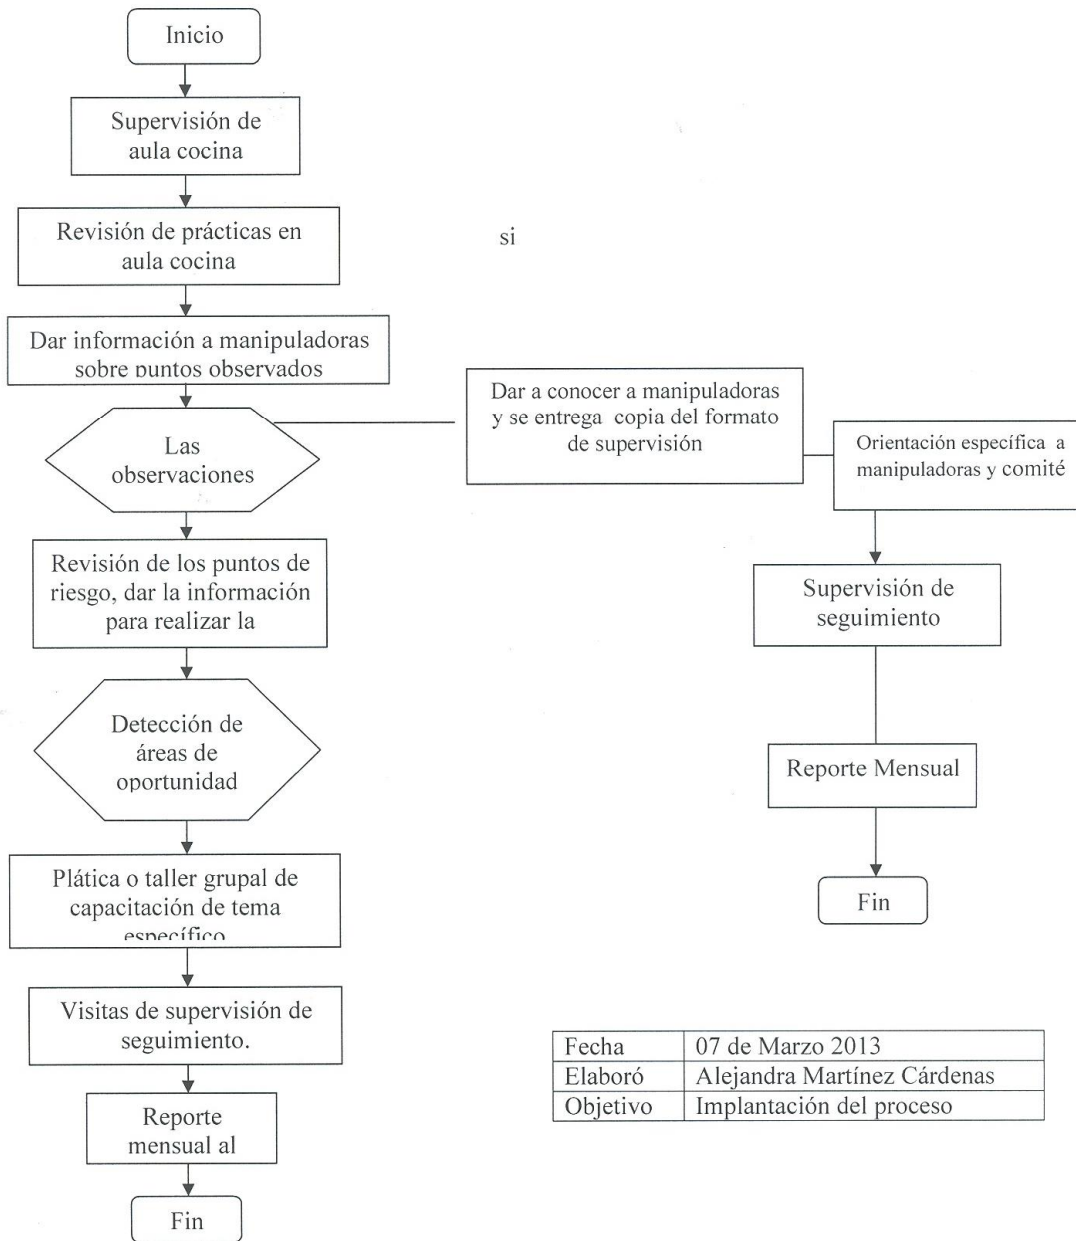 Inicio
Supervisión de
aula cocina
Revisión de prácticas en
aula cocina
si
Dar información a manipuladoras
sobre puntos observados
Las
observaciones
Dar a conocer a manipuladoras
y se entrega copia del formato
de supervisión
Orientación específica a
manipuladoras y comité
Revisión de los puntos de
riesgo, dar la información
para realizar la
Supervisión de
seguimiento
Detección de
áreas de
oportunidad
Reporte Mensual
Plática o taller grupal de
capacitación de tema
específico
Fin
Visitas de supervisión de
seguimiento.
Reporte
mensual al
Fin
Fecha 07 de Marzo 2013
Elaboró Alejandra Martínez Cárdenas
Objetivo Implantación del proceso